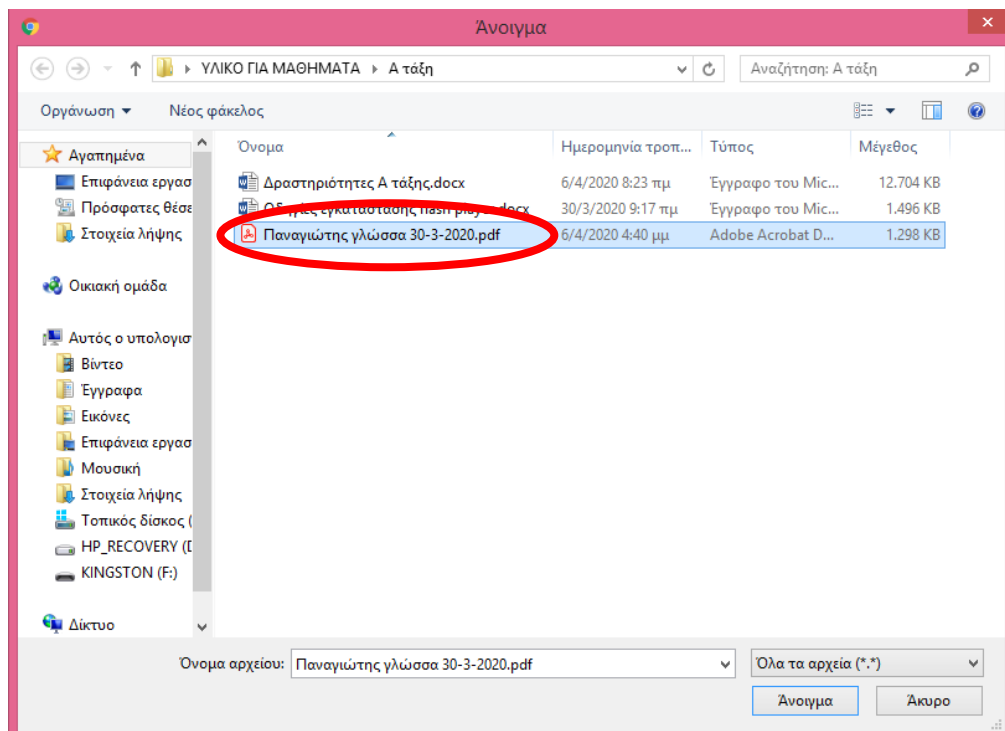 Άνοιγμα
ΥΛΙΚΟ ΓΙΑ ΜΑΘΗΜΑΤΑ Α τάξη
Αναζήτηση: Α τάξη
Οργάνωση Νέος φάκελος
Όνομα Ημερομηνία τροπ... Τύπος Μέγεθος
Δραστηριότητες Α τάξης.docx 6/4/2020 8:23 πμ Έγγραφο του Mic... 12.704 KB
Οδηγίες εγκατάστασης flash player.docx 30/3/2020 9:17 πμ Έγγραφο του Mic... 1.496 KB
Παναγιώτης γλώσσα 30-3-2020.pdf 6/4/2020 4:40 μμ Adobe Acrobat D... 1.298 KB
Αγαπημένα
Επιφάνεια εργασ
Πρόσφατες θέσε
Στοιχεία λήψης
Οικιακή ομάδα
Αυτός ο υπολογισ
Βίντεο
Έγγραφα
Εικόνες
Επιφάνεια εργασ
Μουσική
Στοιχεία λήψης
Τοπικός δίσκος (
HP_RECOVERY (D
KINGSTON (F:)
Δίκτυο
Όνομα αρχείου: Παναγιώτης γλώσσα 30-3-2020.pdf Όλα τα αρχεία (*.*)
Άνοιγμα Άκυρο